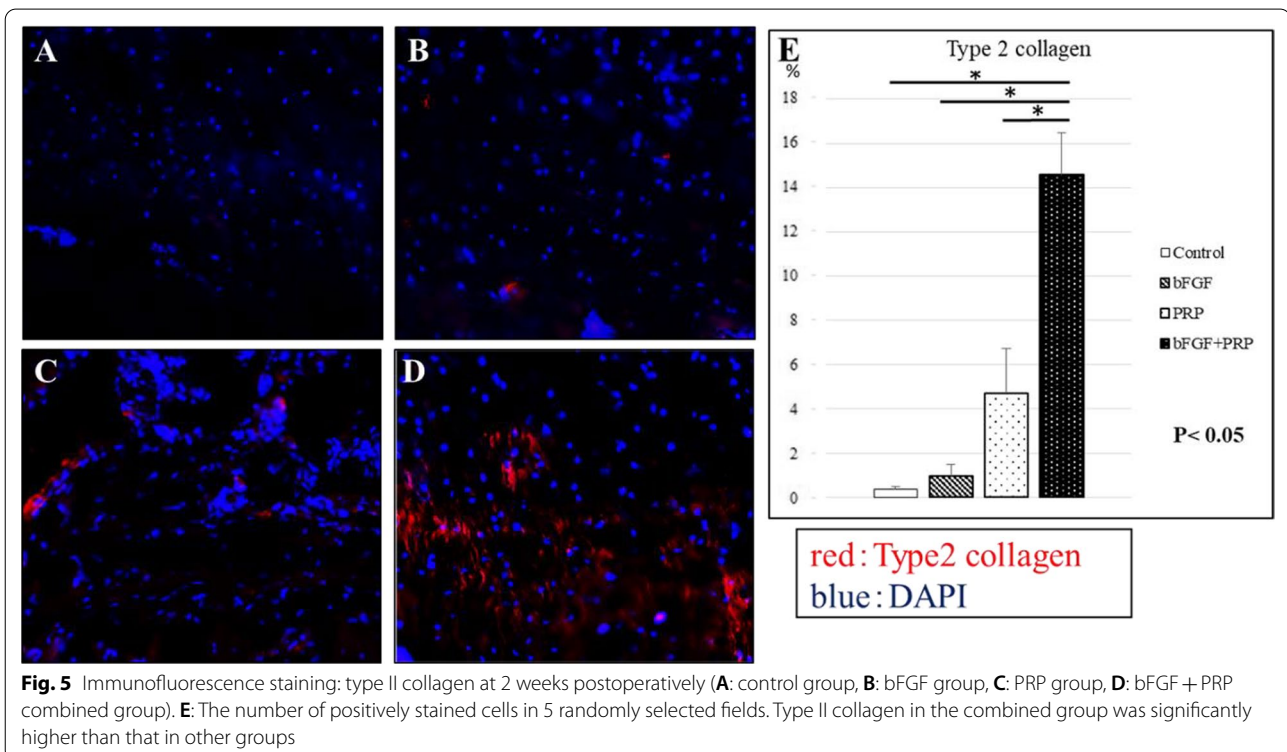 A
B
C
D
E
Type 2 collagen
%
*
*
*
18
16
14
12
10
8
6
4
2
0
Control
bFGF
PRP
bFGF+PRP
P< 0.05
red : Type2 collagen
blue : DAPI
Fig. 5 Immunofluorescence staining: type II collagen at 2 weeks postoperatively (A: control group, B: bFGF group, C: PRP group, D: bFGF + PRP
combined group). E: The number of positively stained cells in 5 randomly selected fields. Type II collagen in the combined group was significantly
higher than that in other groups